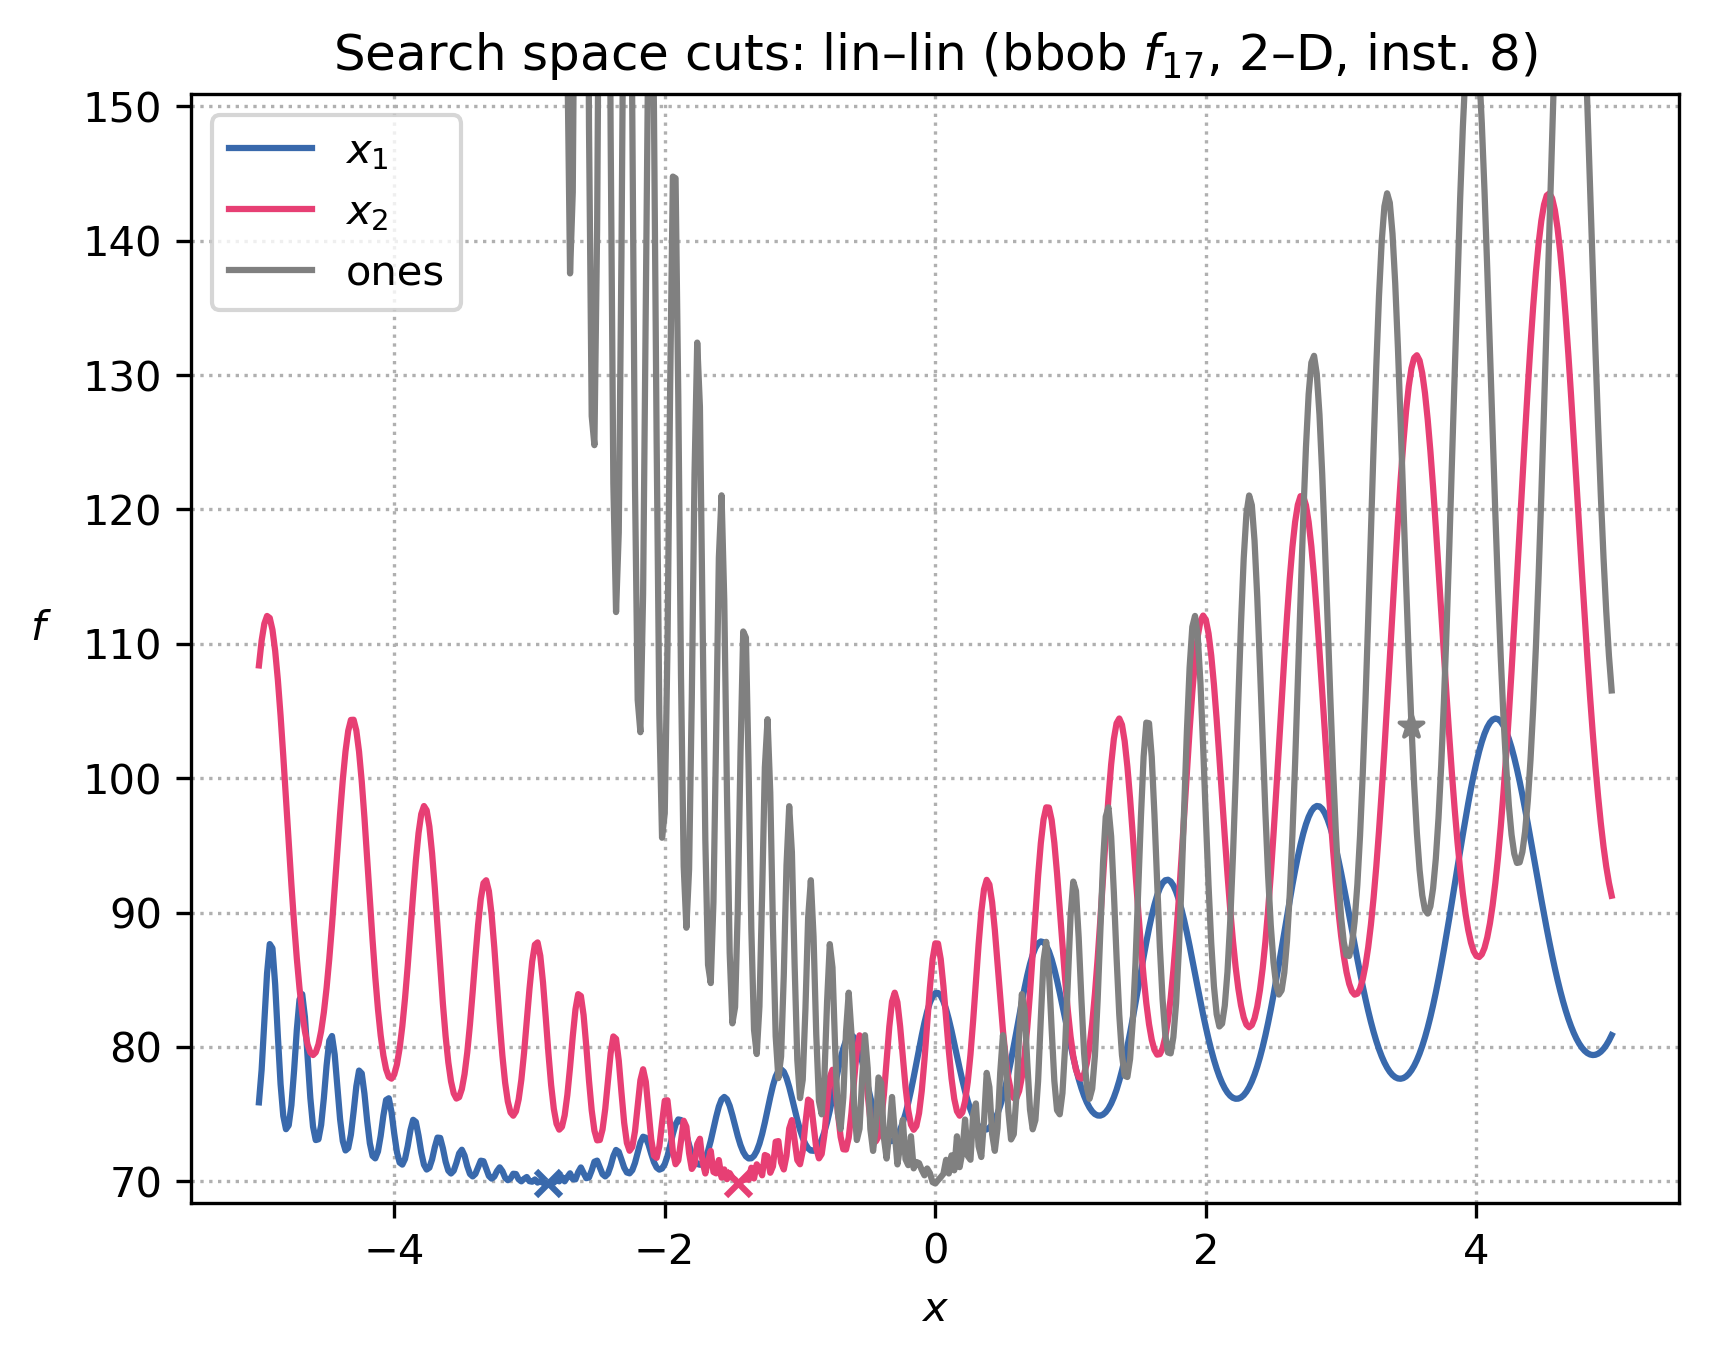 Search space cuts: lin–lin (bbob f₁₇, 2–D, inst. 8)
150
140
130
120
110
100
90
80
70
f
x₁
x₂
ones
−4 −2 0 2 4
x